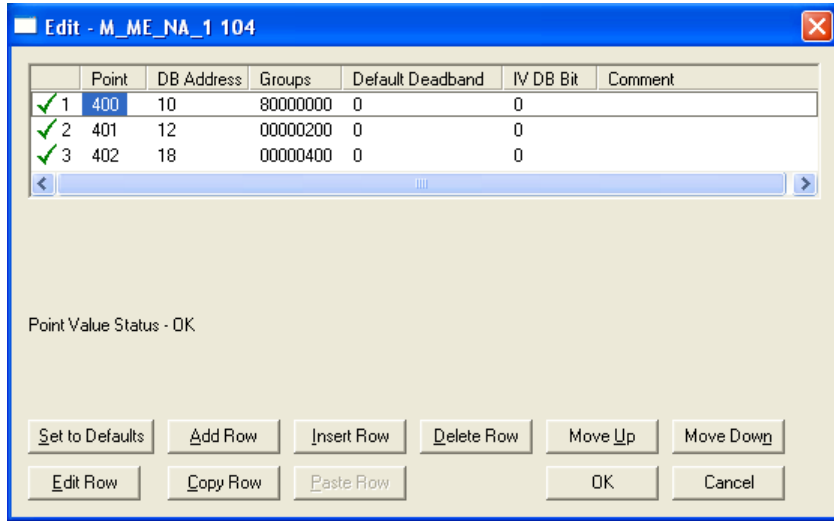 Edit - M_ME_NA_1 104
Point DB Address Groups Default Deadband IV DB Bit Comment
1 400 10 80000000 0 0
2 401 12 00000200 0 0
3 402 18 00000400 0 0
Point Value Status - OK
Set to Defaults Add Row Insert Row Delete Row Move Up Move Down
Edit Row Copy Row Paste Row OK Cancel